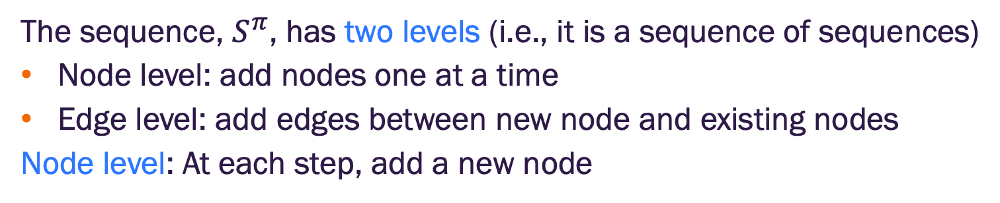 The sequence, 𝑆^𝜋, has two levels (i.e., it is a sequence of sequences)
• Node level: add nodes one at a time
• Edge level: add edges between new node and existing nodes
Node level: At each step, add a new node